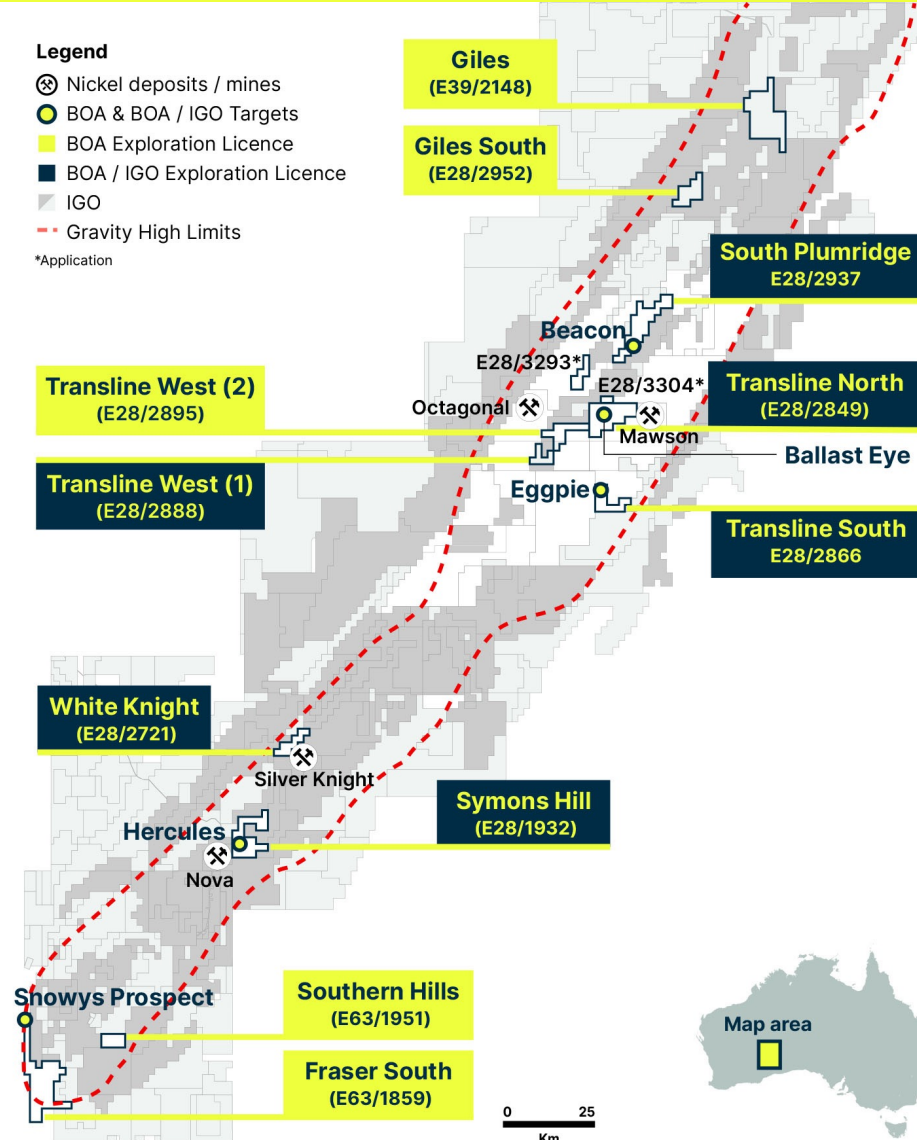 Legend
Nickel deposits / mines
BOA & BOA / IGO Targets
BOA Exploration Licence
BOA / IGO Exploration Licence
IGO
Gravity High Limits
*Application
Giles
(E39/2148)
Giles South
(E28/2952)
South Plumridge
E28/2937
Beacon
E28/3293*
E28/3304*
Transline West (2)
(E28/2895)
Octagonal
Transline North
(E28/2849)
Mawson
Ballast Eye
Transline West (1)
(E28/2888)
Eggpie
Transline South
E28/2866
White Knight
(E28/2721)
Silver Knight
Symons Hill
(E28/1932)
Hercules
Nova
Snowys Prospect
Southern Hills
(E63/1951)
Fraser South
(E63/1859)
Map area
0 25
Km